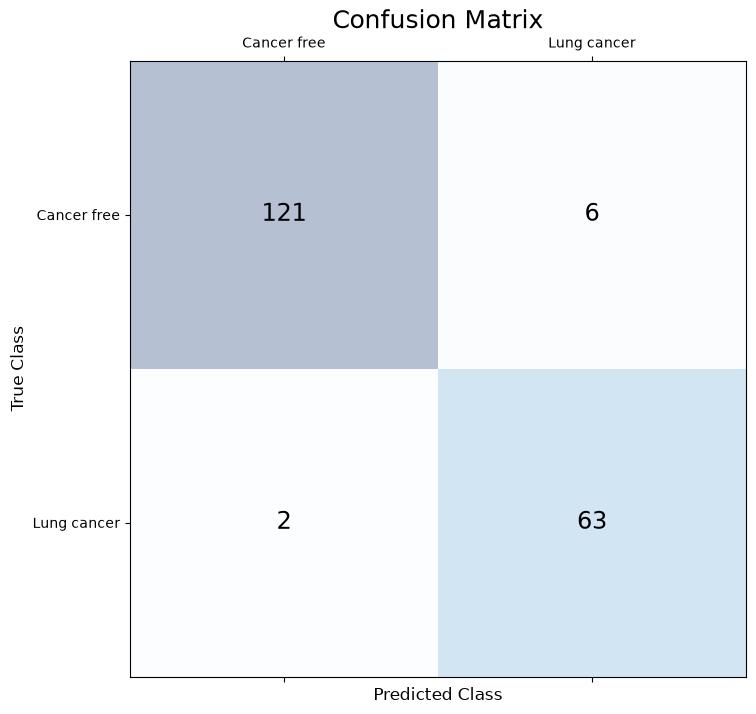 Confusion Matrix
Cancer free
Lung cancer
Cancer free
121
6
True Class
Lung cancer
2
63
Predicted Class